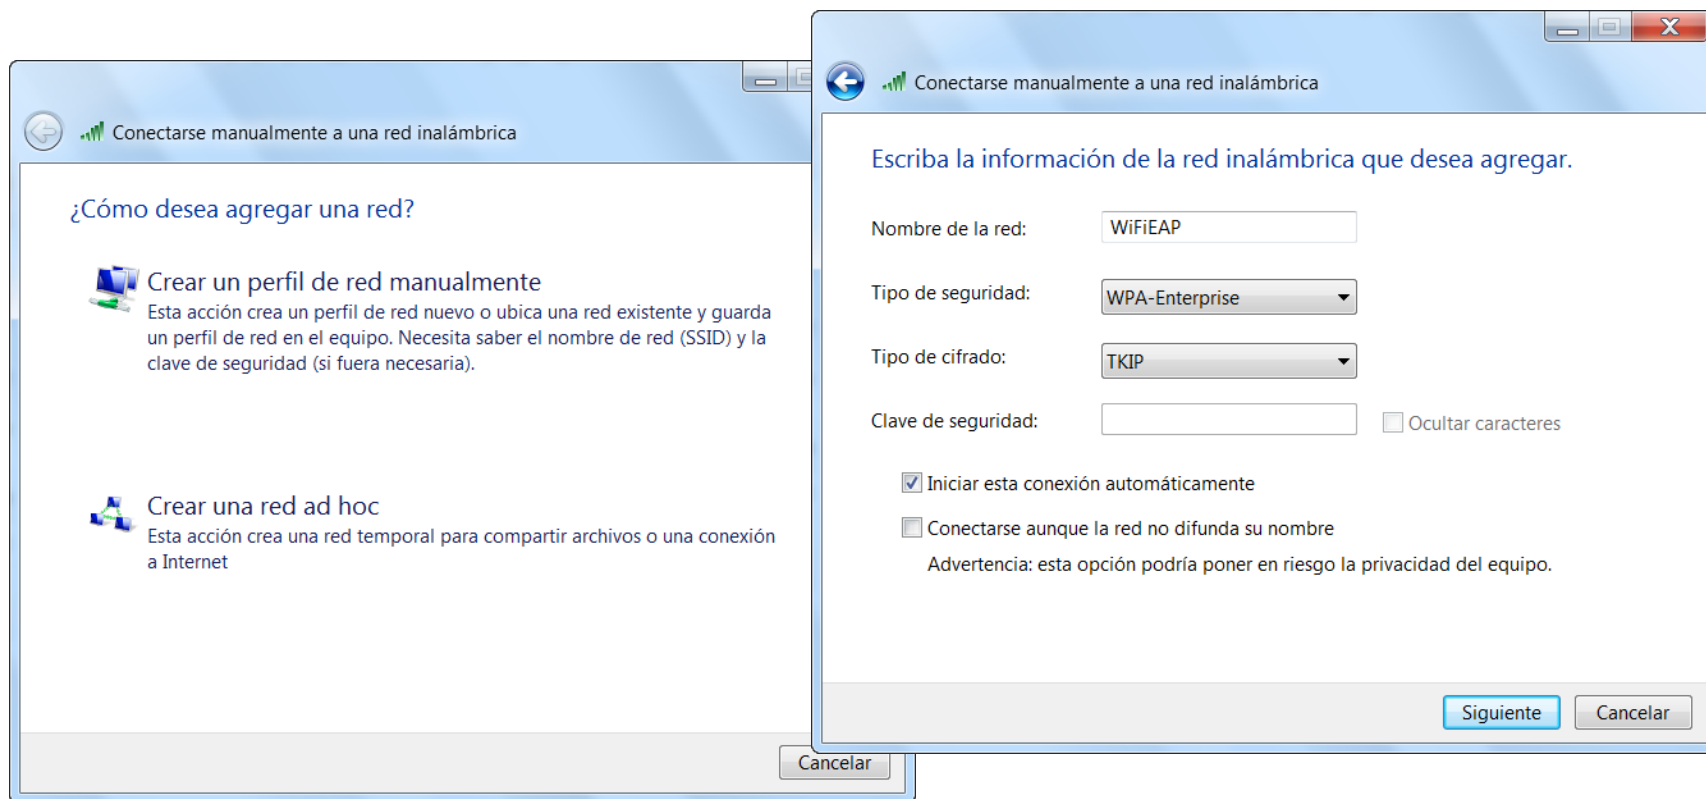 Conectarse manualmente a una red inalámbrica
¿Cómo desea agregar una red?
Crear un perfil de red manualmente
Esta acción crea un perfil de red nuevo o ubica una red existente y guarda
un perfil de red en el equipo. Necesita saber el nombre de red (SSID) y la
clave de seguridad (si fuera necesaria).
Crear una red ad hoc
Esta acción crea una red temporal para compartir archivos o una conexión
a Internet
Cancelar
Conectarse manualmente a una red inalámbrica
Escriba la información de la red inalámbrica que desea agregar.
Nombre de la red: WiFiEAP
Tipo de seguridad: WPA-Enterprise
Tipo de cifrado: TKIP
Clave de seguridad: Ocultar caracteres
Iniciar esta conexión automáticamente
Conectarse aunque la red no difunda su nombre
Advertencia: esta opción podría poner en riesgo la privacidad del equipo.
Siguiente Cancelar